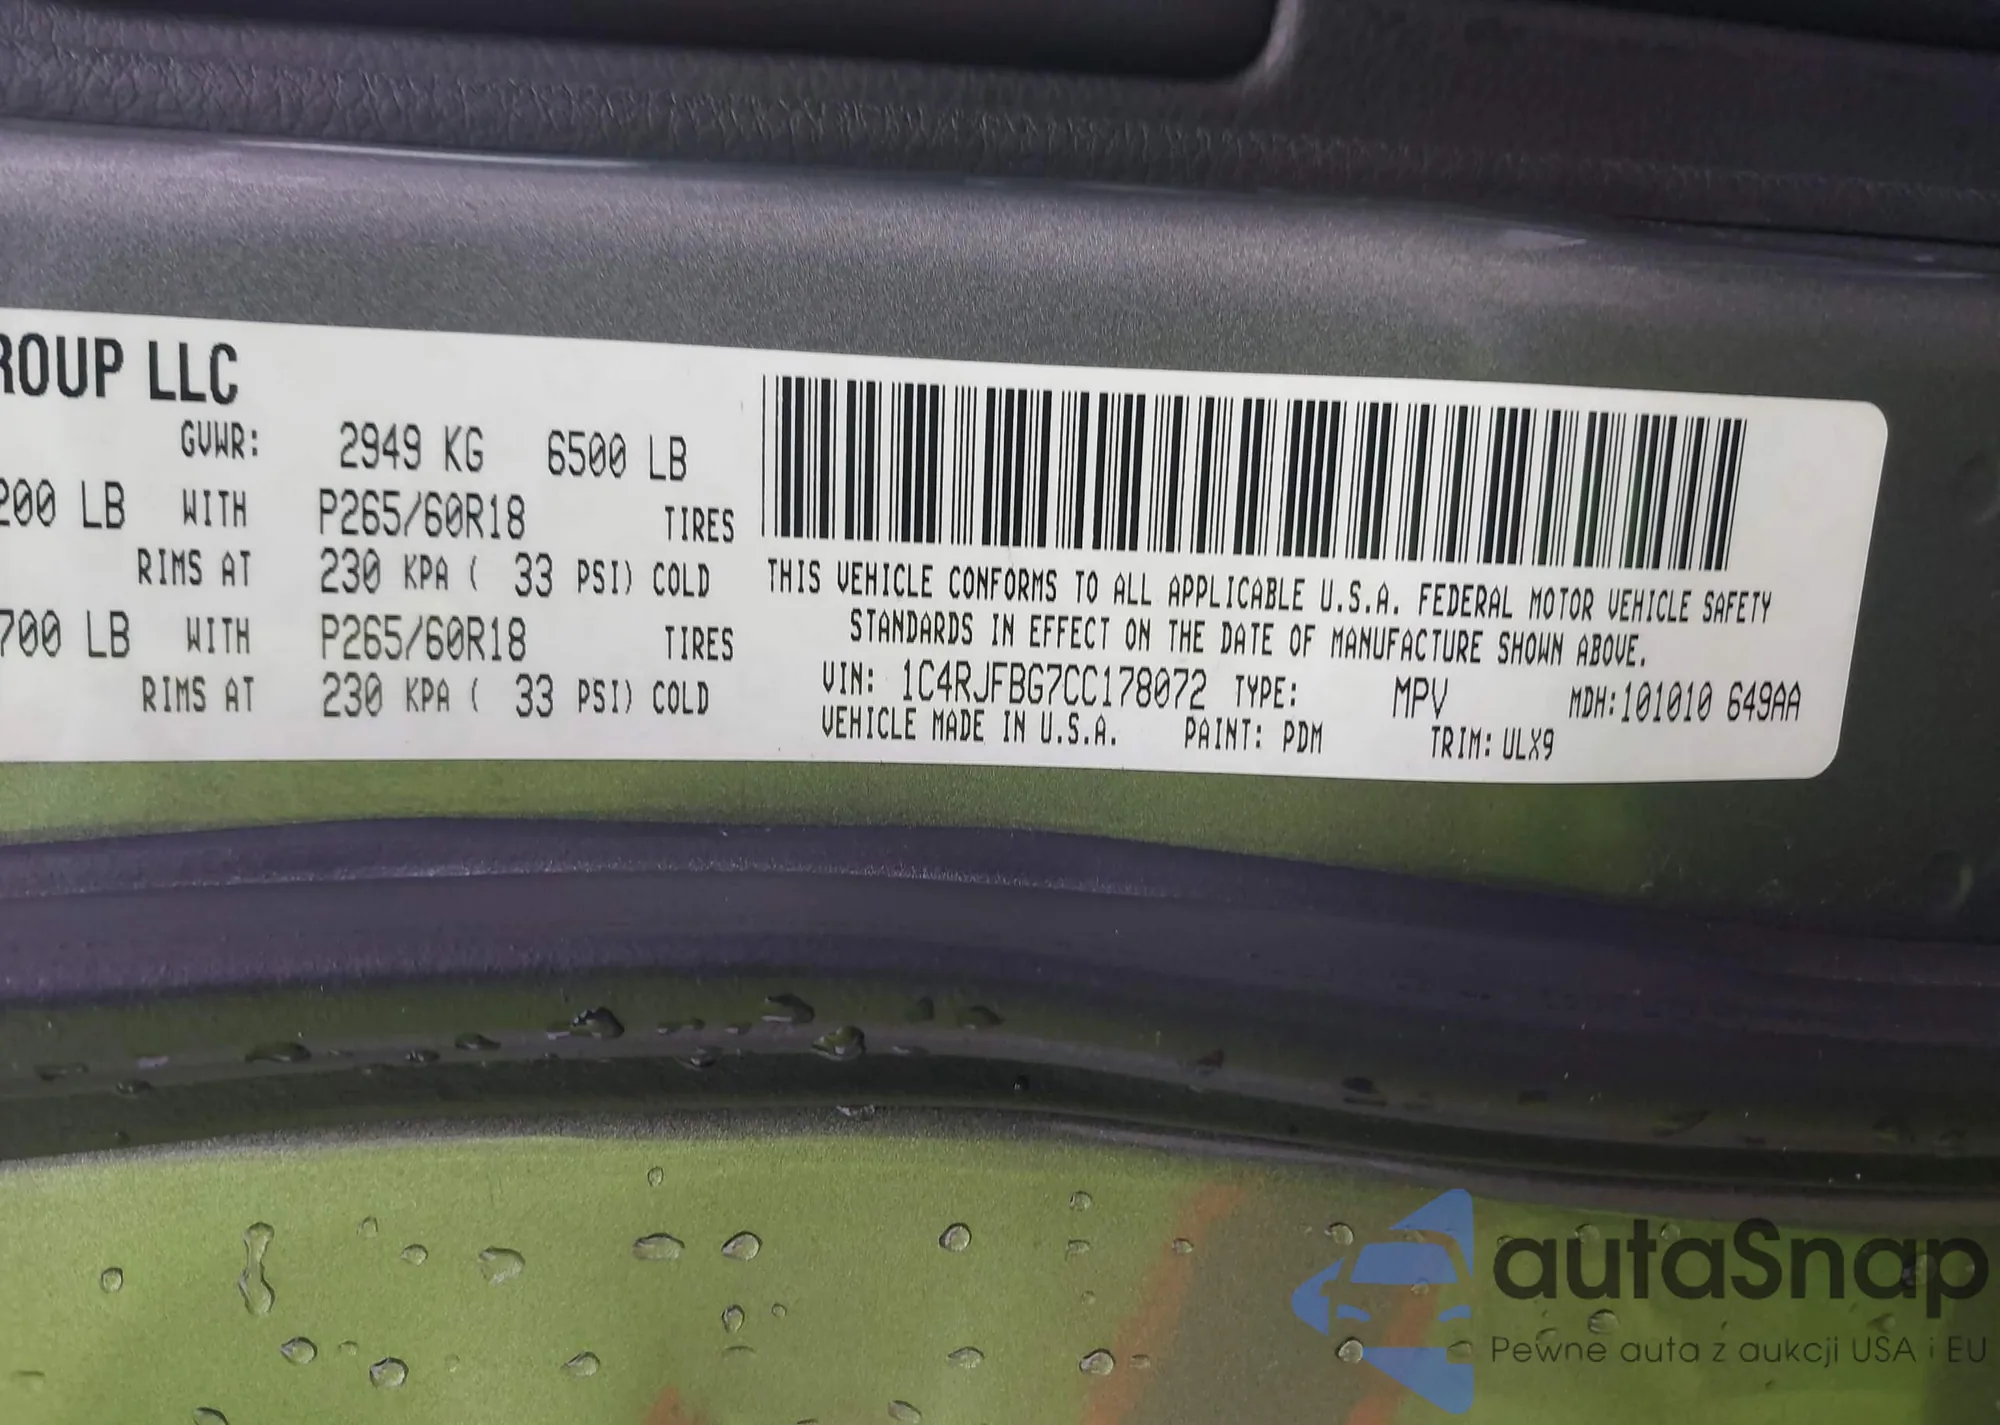 ROUP LLC
GVWR: 2949 KG 6500 LB
200 LB WITH P265/60R18 TIRES
RIMS AT 230 KPA ( 33 PSI) COLD
700 LB WITH P265/60R18 TIRES
RIMS AT 230 KPA ( 33 PSI) COLD
THIS VEHICLE CONFORMS TO ALL APPLICABLE U.S.A. FEDERAL MOTOR VEHICLE SAFETY
STANDARDS IN EFFECT ON THE DATE OF MANUFACTURE SHOWN ABOVE.
VIN: 1C4RJFBG7CC178072 TYPE: MPV MDH:101010 649AA
VEHICLE MADE IN U.S.A. PAINT: PDM TRIM: ULX9
autaSnap
Pewne auta z aukcji USA i EU